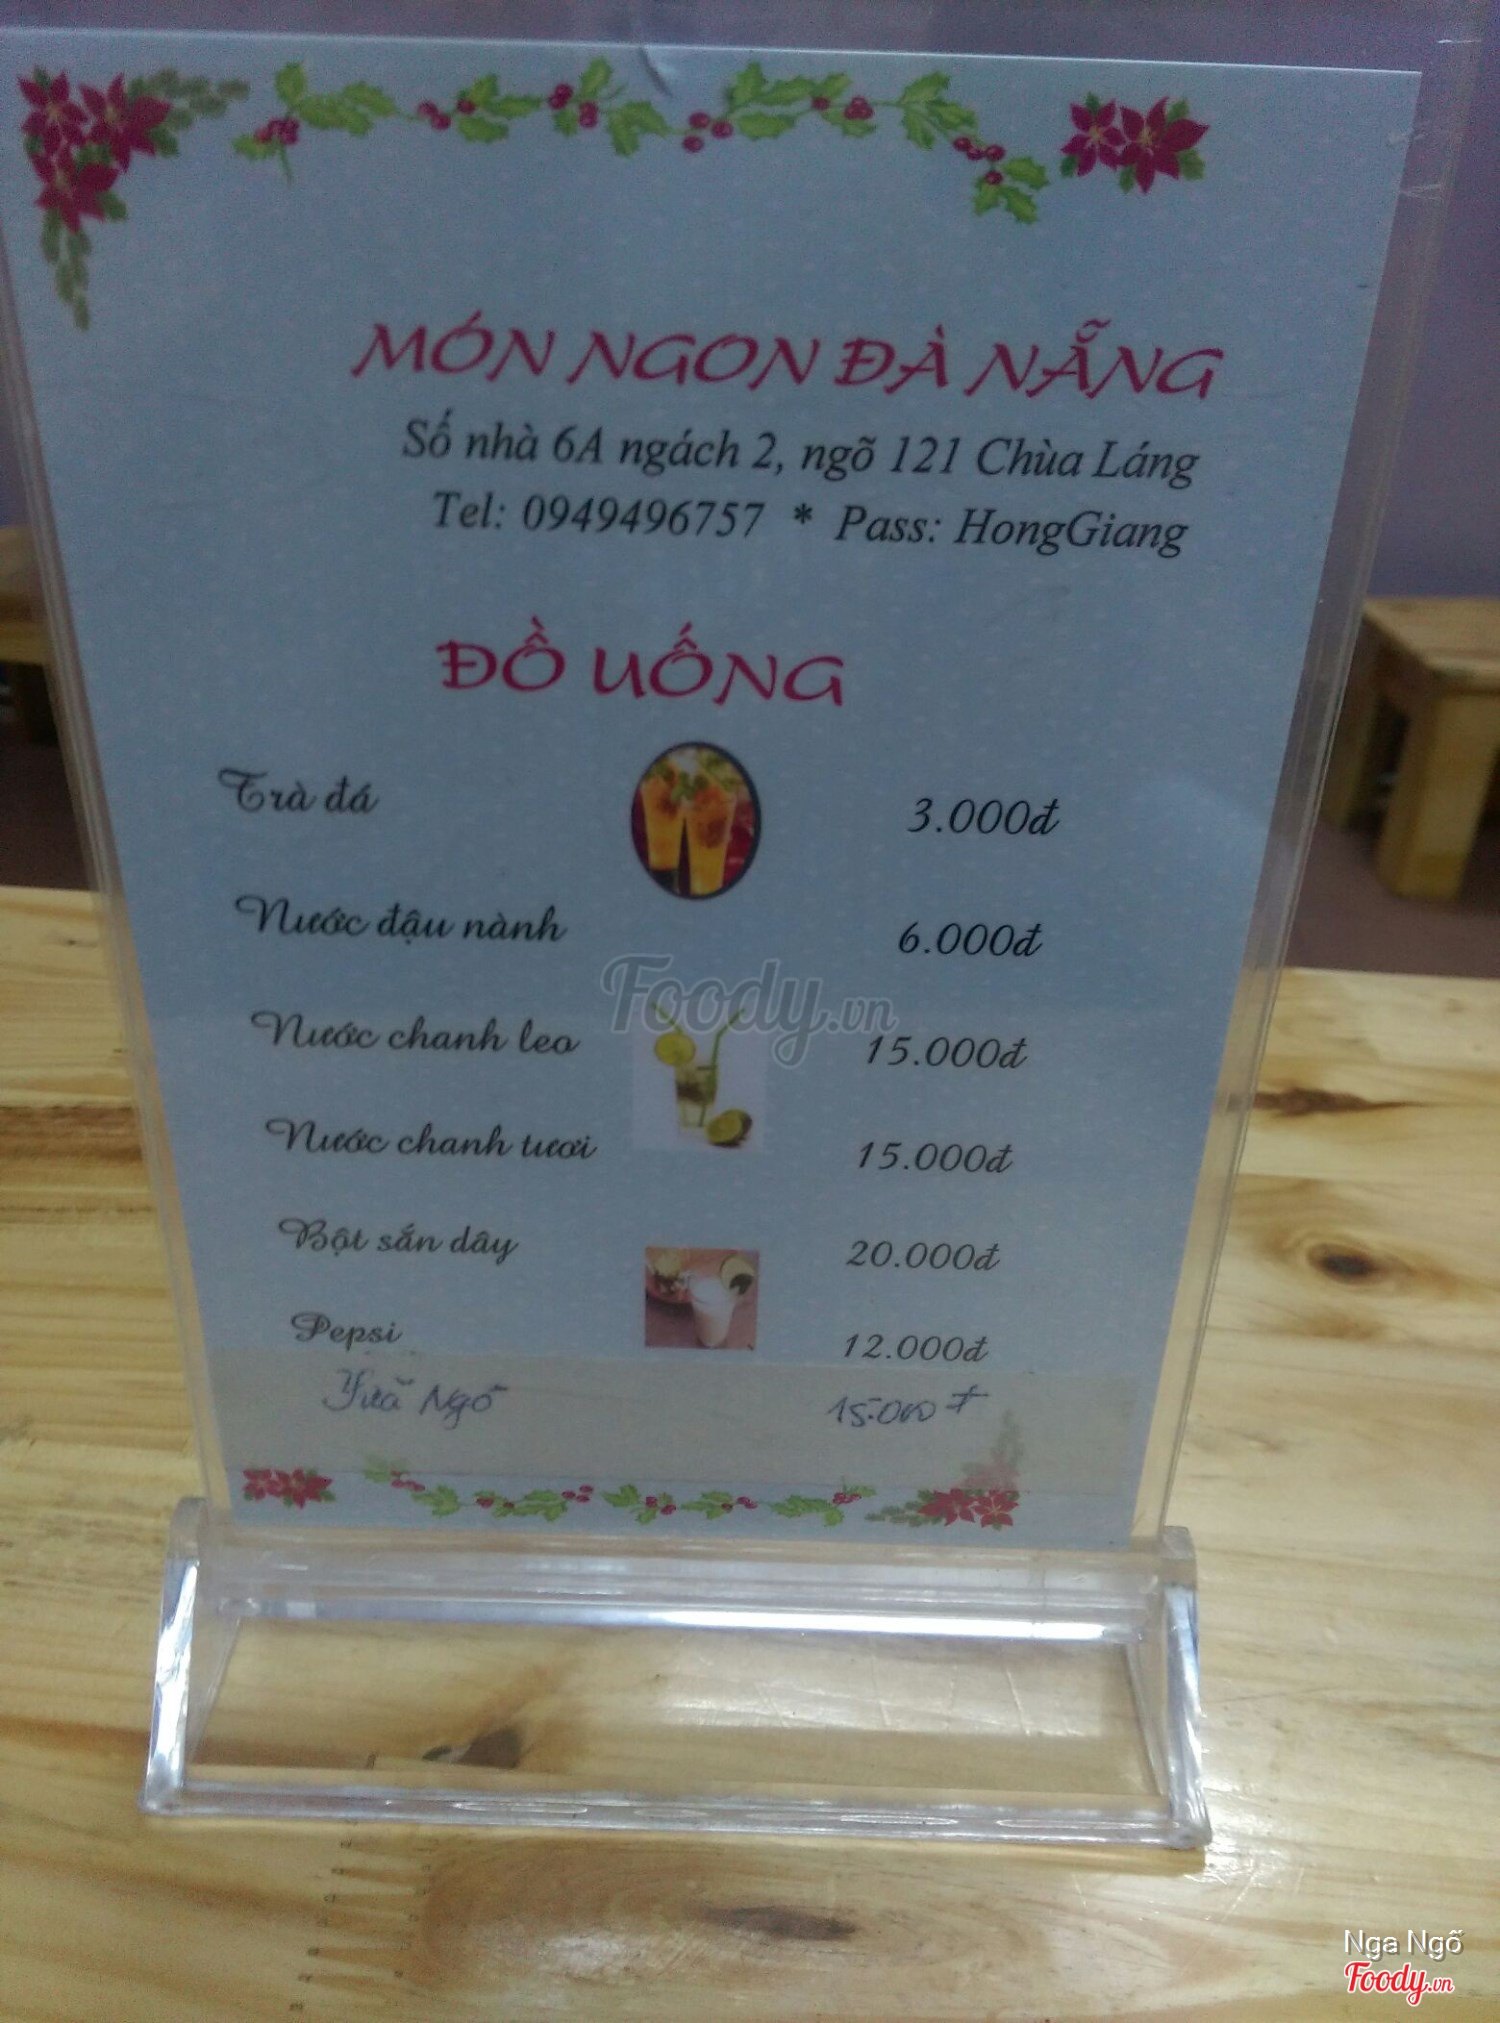 MÓN NGON ĐÀ NẴNG
Số nhà 6A ngách 2, ngõ 121 Chùa Láng
Tel: 0949496757 * Pass: HongGiang
ĐỒ UỐNG
Trà đá 3.000đ
Nước đậu nành 6.000đ
Foody.vn
Nước chanh leo 15.000đ
Nước chanh tươi 15.000đ
Bột sắn dây 20.000đ
Pepsi 12.000đ
Sữa Ngô 15.000đ
Nga Ngõ
Foody.vn